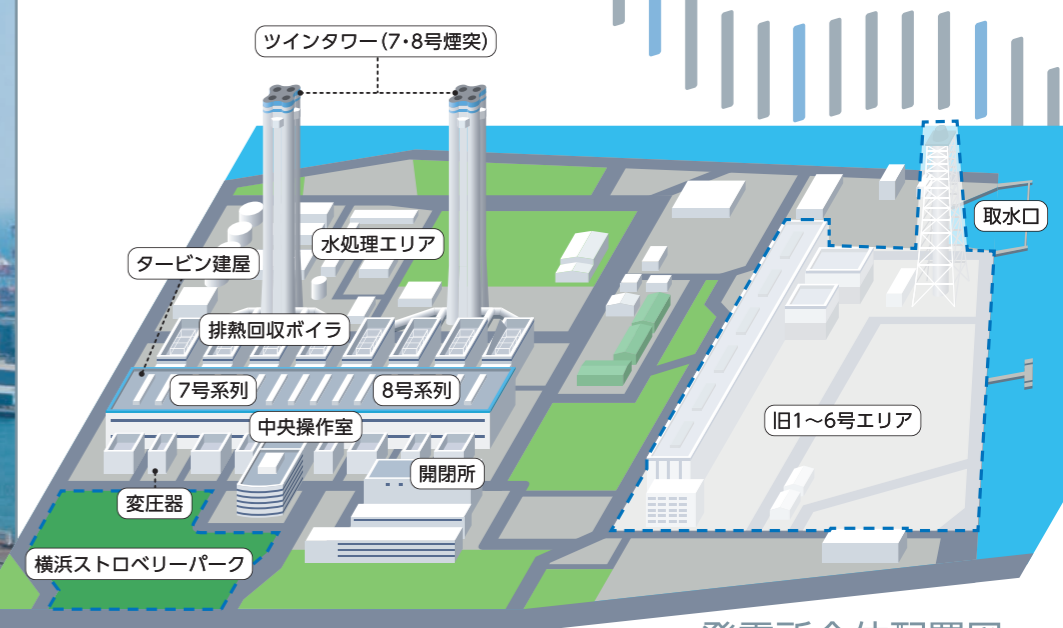 ツインタワー(7・8号煙突)
取水口
水処理エリア
タービン建屋
排熱回収ボイラ
7号系列
8号系列
中央操作室
旧1〜6号エリア
開閉所
変圧器
横浜ストロベリーパーク